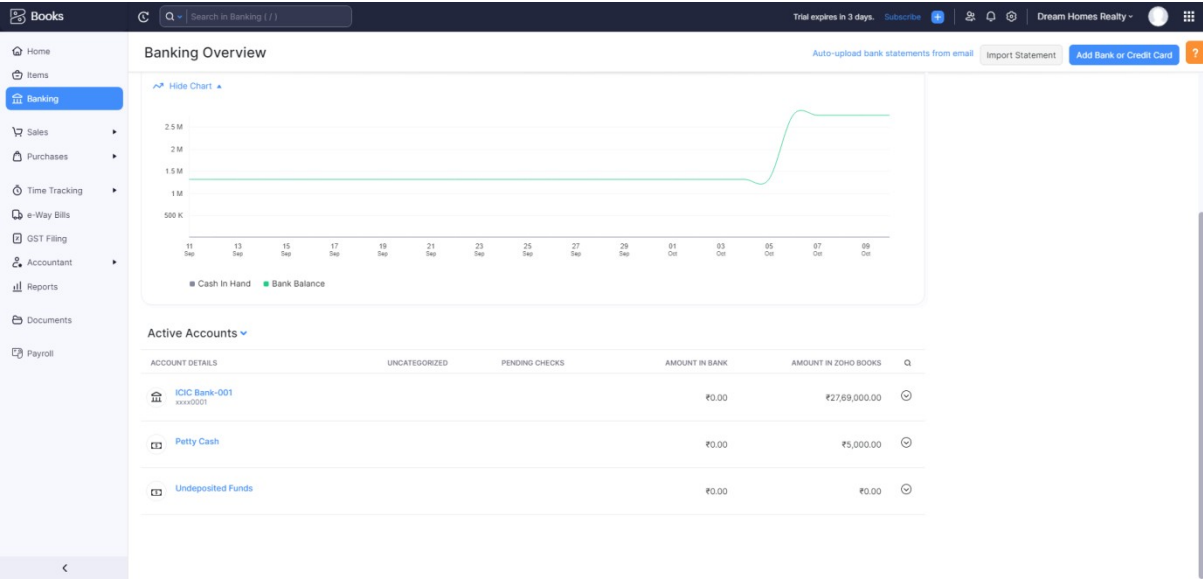 Books
Search in Banking ( / )
Trial expires in 3 days. Subscribe
Dream Homes Realty
Home
Items
Banking
Sales
Purchases
Time Tracking
e-Way Bills
GST Filing
Accountant
Reports
Documents
Payroll
Banking Overview
Auto-upload bank statements from email
Import Statement
Add Bank or Credit Card
?
Hide Chart
2.5 M
2 M
1.5 M
1 M
500 K
11 13 15 17 19 21 23 25 27 29 01 03 05 07 09
Sep Sep Sep Sep Sep Sep Sep Sep Sep Sep Oct Oct Oct Oct Oct
Cash In Hand Bank Balance
Active Accounts
ACCOUNT DETAILS UNCATEGORIZED PENDING CHECKS AMOUNT IN BANK AMOUNT IN ZOHO BOOKS
ICIC Bank-001 ₹0.00 ₹27,69,000.00
xxxx0001
Petty Cash ₹0.00 ₹5,000.00
Undeposited Funds ₹0.00 ₹0.00